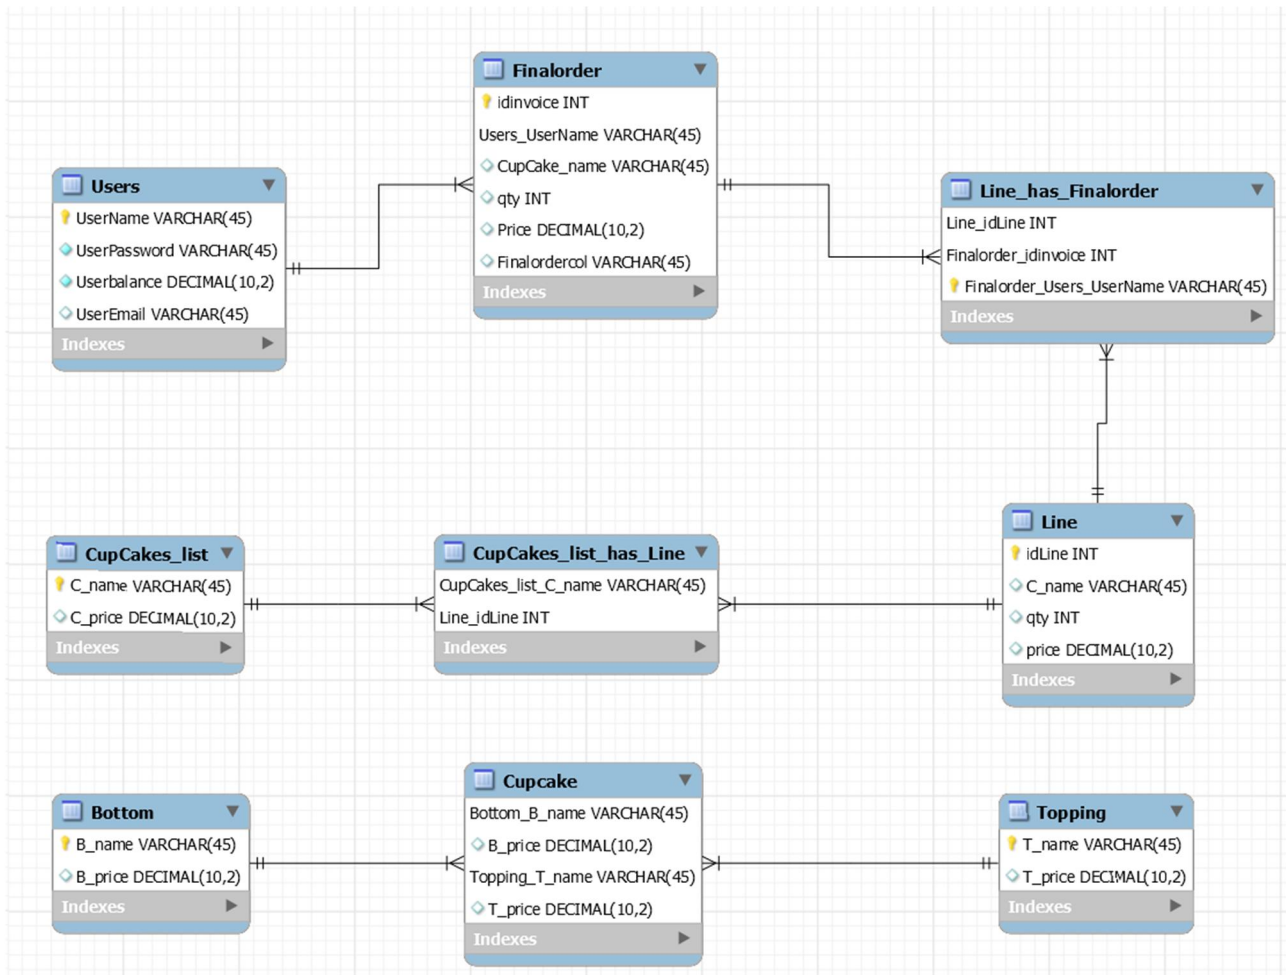 Finalorder
idinvoice INT
Users_UserName VARCHAR(45)
CupCake_name VARCHAR(45)
qty INT
Price DECIMAL(10,2)
Finalordercol VARCHAR(45)
Indexes
Users
UserName VARCHAR(45)
UserPassword VARCHAR(45)
Userbalance DECIMAL(10,2)
UserEmail VARCHAR(45)
Indexes
Line_has_Finalorder
Line_idLine INT
Finalorder_idinvoice INT
Finalorder_Users_UserName VARCHAR(45)
Indexes
CupCakes_list
C_name VARCHAR(45)
C_price DECIMAL(10,2)
Indexes
CupCakes_list_has_Line
CupCakes_list_C_name VARCHAR(45)
Line_idLine INT
Indexes
Line
idLine INT
C_name VARCHAR(45)
qty INT
price DECIMAL(10,2)
Indexes
Bottom
B_name VARCHAR(45)
B_price DECIMAL(10,2)
Indexes
Cupcake
Bottom_B_name VARCHAR(45)
B_price DECIMAL(10,2)
Topping_T_name VARCHAR(45)
T_price DECIMAL(10,2)
Indexes
Topping
T_name VARCHAR(45)
T_price DECIMAL(10,2)
Indexes